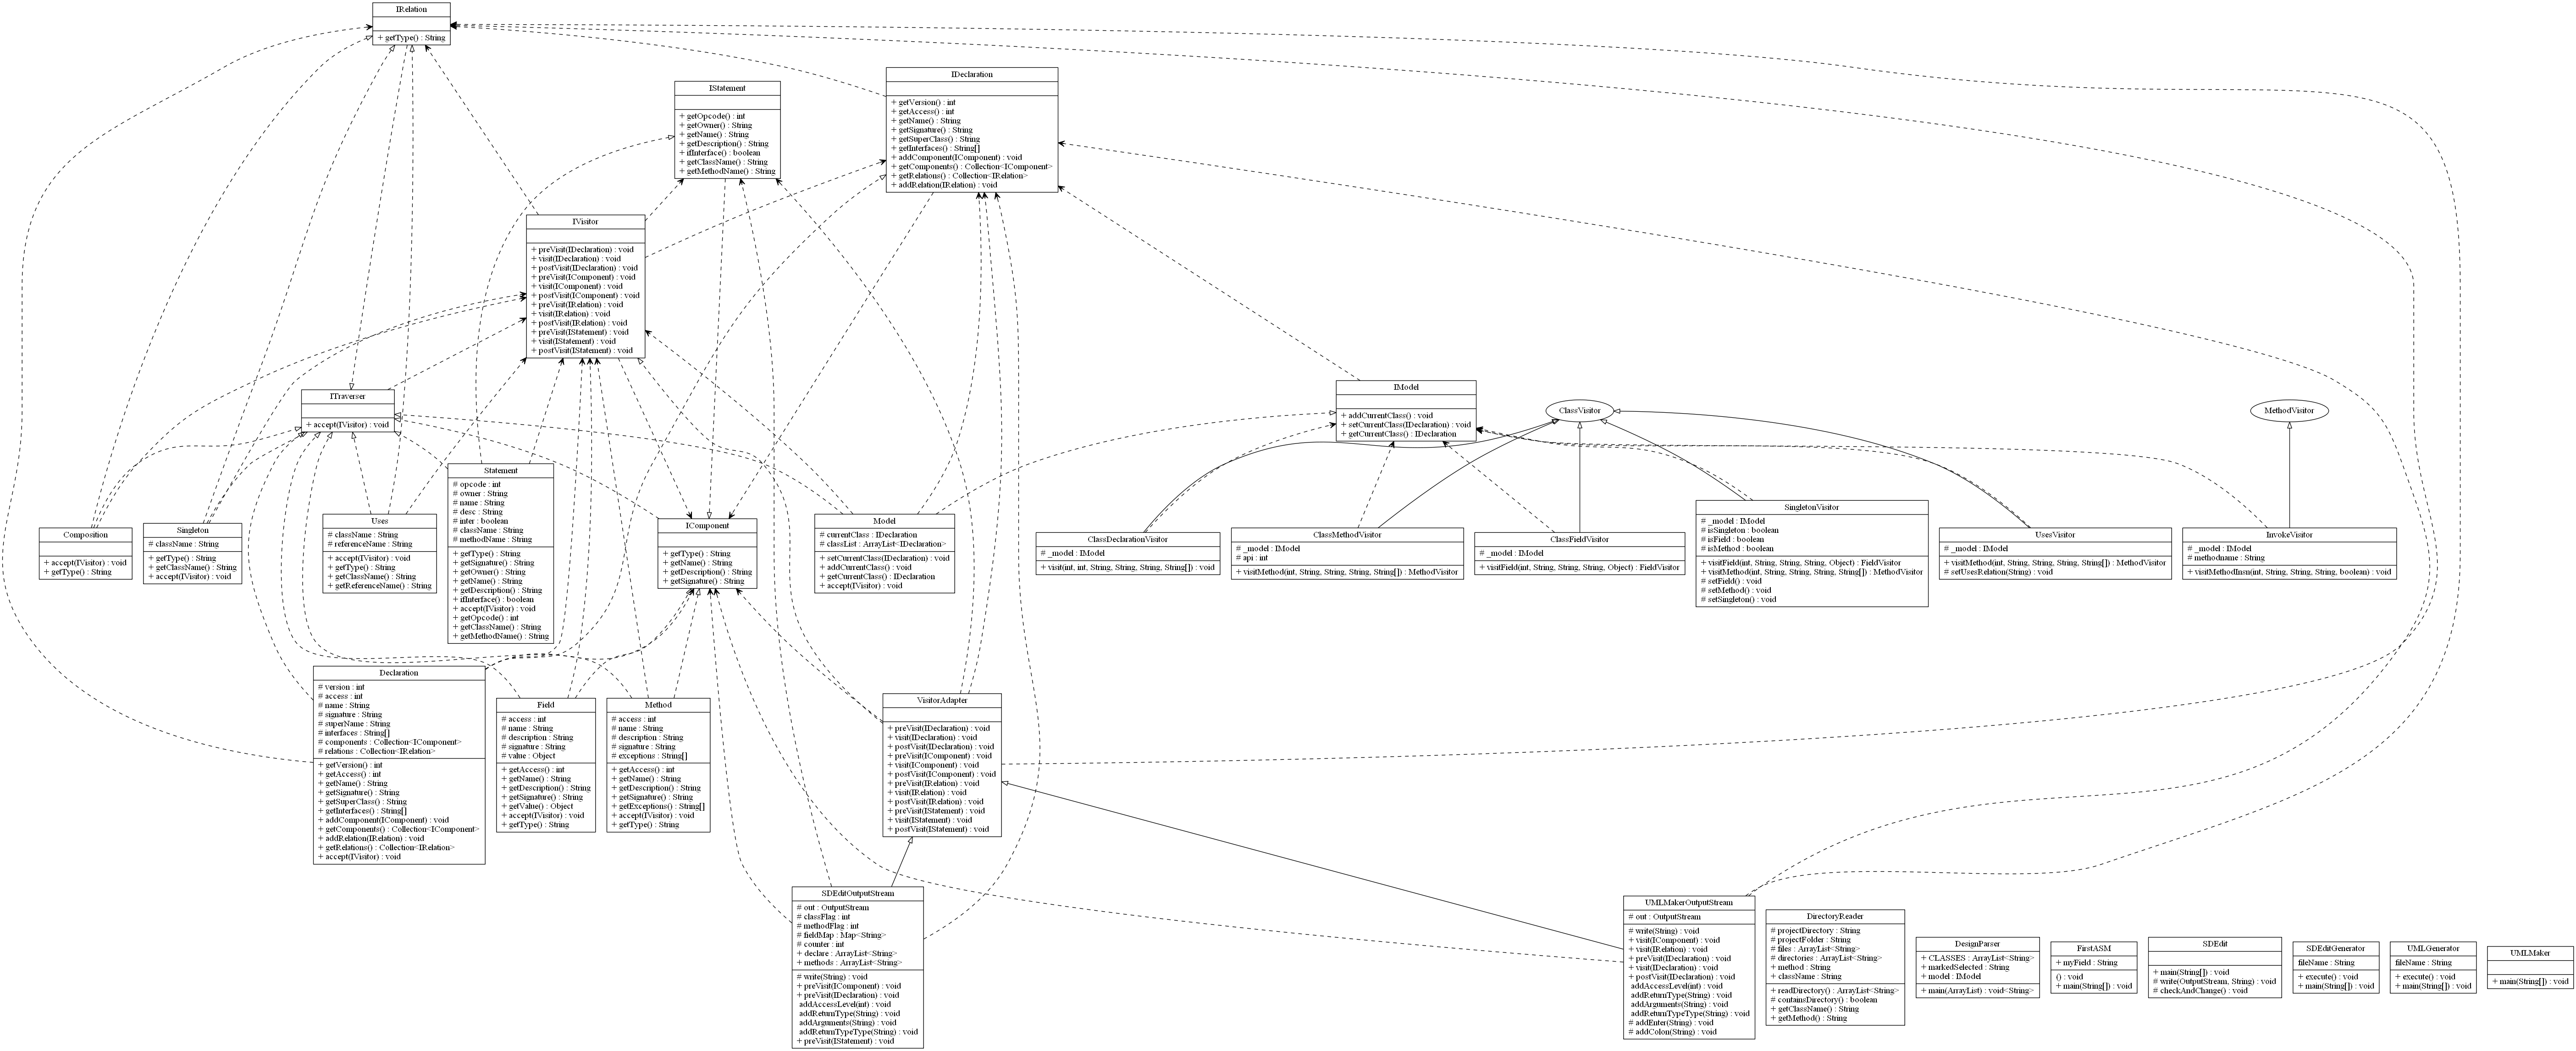 IRelation
+ getType() : String
IStatement
+ getOpcode() : int
+ getOwner() : String
+ getName() : String
+ getDescription() : String
+ ifInterface() : boolean
+ getClassName() : String
+ getMethodName() : String
IDeclaration
+ getVersion() : int
+ getAccess() : int
+ getName() : String
+ getSignature() : String
+ getSuperClass() : String
+ getInterfaces() : String[]
+ addComponent(IComponent) : void
+ getComponents() : Collection<IComponent>
+ getRelations() : Collection<IRelation>
+ addRelation(IRelation) : void
IVisitor
+ preVisit(IDeclaration) : void
+ visit(IDeclaration) : void
+ postVisit(IDeclaration) : void
+ preVisit(IComponent) : void
+ visit(IComponent) : void
+ postVisit(IComponent) : void
+ preVisit(IRelation) : void
+ visit(IRelation) : void
+ postVisit(IRelation) : void
+ preVisit(IStatement) : void
+ visit(IStatement) : void
+ postVisit(IStatement) : void
ITraverser
+ accept(IVisitor) : void
IModel
+ addCurrentClass() : void
+ setCurrentClass(IDeclaration) : void
+ getCurrentClass() : IDeclaration
ClassVisitor
MethodVisitor
Composition
+ accept(IVisitor) : void
+ getType() : String
Singleton
# className : String
+ getType() : String
+ getClassName() : String
+ accept(IVisitor) : void
Uses
# className : String
# referenceName : String
+ accept(IVisitor) : void
+ getType() : String
+ getClassName() : String
+ getReferenceName() : String
Statement
# opcode : int
# owner : String
# name : String
# desc : String
# inter : boolean
# className : String
# methodName : String
+ getType() : String
+ getSignature() : String
+ getOwner() : String
+ getName() : String
+ getDescription() : String
+ ifInterface() : boolean
+ accept(IVisitor) : void
+ getOpcode() : int
+ getClassName() : String
+ getMethodName() : String
IComponent
+ getType() : String
+ getName() : String
+ getDescription() : String
+ getSignature() : String
Model
# currentClass : IDeclaration
# classList : ArrayList<IDeclaration>
+ setCurrentClass(IDeclaration) : void
+ addCurrentClass() : void
+ getCurrentClass() : IDeclaration
+ accept(IVisitor) : void
ClassDeclarationVisitor
# _model : IModel
+ visit(int, int, String, String, String, String[]) : void
ClassMethodVisitor
# _model : IModel
# api : int
+ visitMethod(int, String, String, String, String[]) : MethodVisitor
ClassFieldVisitor
# _model : IModel
+ visitField(int, String, String, String, Object) : FieldVisitor
SingletonVisitor
# _model : IModel
# isSingleton : boolean
# isField : boolean
# isMethod : boolean
+ visitField(int, String, String, String, Object) : FieldVisitor
+ visitMethod(int, String, String, String, String[]) : MethodVisitor
# setField() : void
# setMethod() : void
# setSingleton() : void
UsesVisitor
# _model : IModel
+ visitMethod(int, String, String, String, String[]) : MethodVisitor
# setUsesRelation(String) : void
InvokeVisitor
# _model : IModel
# methodname : String
+ visitMethodInsn(int, String, String, String, boolean) : void
Declaration
# version : int
# access : int
# name : String
# signature : String
# superName : String
# interfaces : String[]
# components : Collection<IComponent>
# relations : Collection<IRelation>
+ getVersion() : int
+ getAccess() : int
+ getName() : String
+ getSignature() : String
+ getSuperClass() : String
+ getInterfaces() : String[]
+ addComponent(IComponent) : void
+ getComponents() : Collection<IComponent>
+ addRelation(IRelation) : void
+ getRelations() : Collection<IRelation>
+ accept(IVisitor) : void
Field
# access : int
# name : String
# description : String
# signature : String
# value : Object
+ getAccess() : int
+ getName() : String
+ getDescription() : String
+ getSignature() : String
+ getValue() : Object
+ accept(IVisitor) : void
+ getType() : String
Method
# access : int
# name : String
# description : String
# signature : String
# exceptions : String[]
+ getAccess() : int
+ getName() : String
+ getDescription() : String
+ getSignature() : String
+ getExceptions() : String[]
+ accept(IVisitor) : void
+ getType() : String
VisitorAdapter
+ preVisit(IDeclaration) : void
+ visit(IDeclaration) : void
+ postVisit(IDeclaration) : void
+ preVisit(IComponent) : void
+ visit(IComponent) : void
+ postVisit(IComponent) : void
+ preVisit(IRelation) : void
+ visit(IRelation) : void
+ postVisit(IRelation) : void
+ preVisit(IStatement) : void
+ visit(IStatement) : void
+ postVisit(IStatement) : void
SDEditOutputStream
# out : OutputStream
# classFlag : int
# methodFlag : int
# fieldMap : Map<String>
# counter : int
+ declare : ArrayList<String>
+ methods : ArrayList<String>
# write(String) : void
+ preVisit(IComponent) : void
+ preVisit(IDeclaration) : void
addAccessLevel(int) : void
addReturnType(String) : void
addArguments(String) : void
addReturnTypeType(String) : void
+ preVisit(IStatement) : void
UMLMakerOutputStream
# out : OutputStream
# write(String) : void
+ visit(IComponent) : void
+ visit(IRelation) : void
+ preVisit(IDeclaration) : void
+ visit(IDeclaration) : void
+ postVisit(IDeclaration) : void
addAccessLevel(int) : void
addReturnType(String) : void
addArguments(String) : void
addReturnTypeType(String) : void
# addEnter(String) : void
# addColon(String) : void
DirectoryReader
# projectDirectory : String
# projectFolder : String
# files : ArrayList<String>
# directories : ArrayList<String>
+ method : String
+ className : String
+ readDirectory() : ArrayList<String>
# containsDirectory() : boolean
+ getClassName() : String
+ getMethod() : String
DesignParser
+ CLASSES : ArrayList<String>
+ markedSelected : String
+ model : IModel
+ main(ArrayList) : void<String>
FirstASM
+ myField : String
() : void
+ main(String[]) : void
SDEdit
+ main(String[]) : void
# write(OutputStream, String) : void
# checkAndChange() : void
SDEditGenerator
fileName : String
+ execute() : void
+ main(String[]) : void
UMLGenerator
fileName : String
+ execute() : void
+ main(String[]) : void
UMLMaker
+ main(String[]) : void